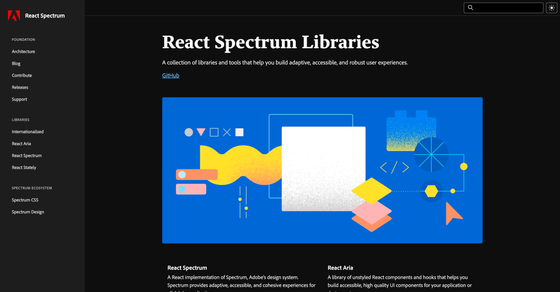 React Spectrum
FOUNDATION
Architecture
Blog
Contribute
Releases
Support
LIBRARIES
Internationalized
React Aria
React Spectrum
React Stately
SPECTRUM ECOSYSTEM
Spectrum CSS
Spectrum Design
React Spectrum Libraries
A collection of libraries and tools that help you build adaptive, accessible, and robust user experiences.
GitHub
</>
React Spectrum
A React implementation of Spectrum, Adobe's design system.
Spectrum provides adaptive, accessible, and cohesive experiences for
React Aria
A library of unstyled React components and hooks that helps you
build accessible, high quality UI components for your application or